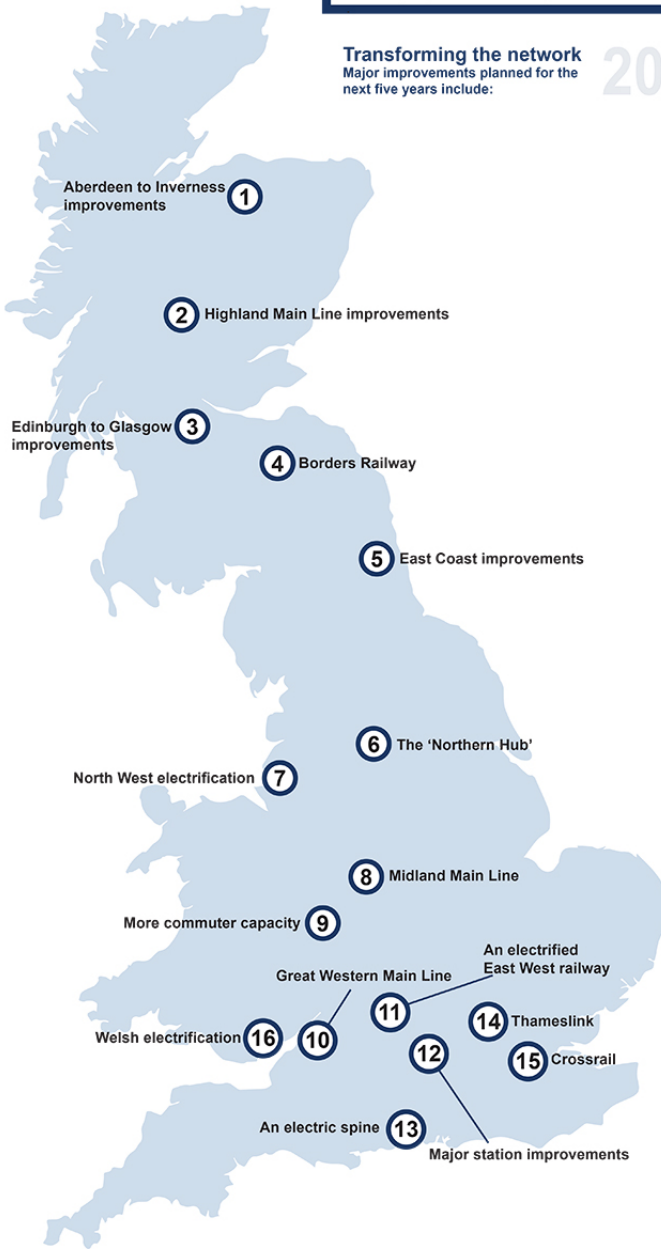 Transforming the network
Major improvements planned for the
next five years include:
20
Aberdeen to Inverness
improvements
1
2
Highland Main Line improvements
Edinburgh to Glasgow
improvements
3
4
Borders Railway
5
East Coast improvements
6
The ‘Northern Hub’
North West electrification
7
8
Midland Main Line
More commuter capacity
9
An electrified
East West railway
Great Western Main Line
11
14
Thameslink
Welsh electrification
16
10
12
15
Crossrail
An electric spine
13
Major station improvements